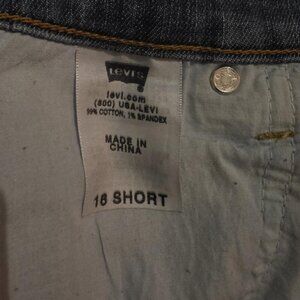 LEVI'S
levi.com
(800) USA-LEVI
99% COTTON, 1% SPANDEX
MADE IN
CHINA
16 SHORT